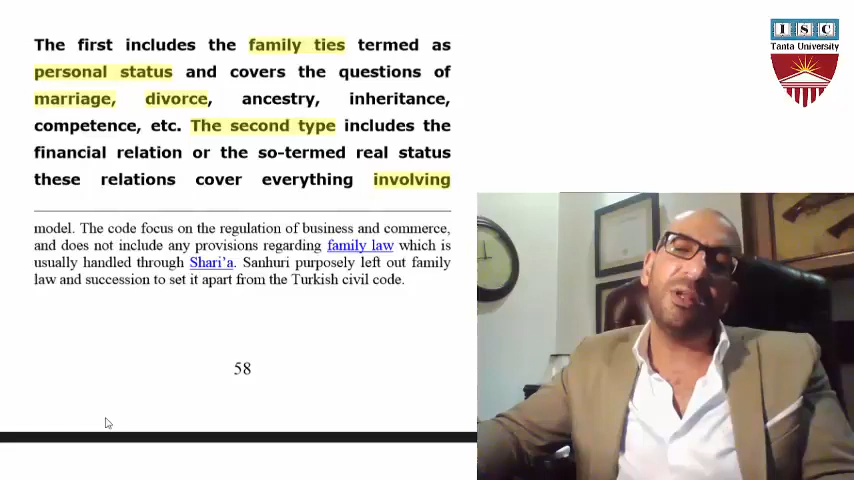 The first includes the family ties termed as
personal status and covers the questions of
marriage, divorce, ancestry, inheritance,
competence, etc. The second type includes the
financial relation or the so-termed real status
these relations cover everything involving
model. The code focus on the regulation of business and commerce,
and does not include any provisions regarding family law which is
usually handled through Shari'a. Sanhuri purposely left out family
law and succession to set it apart from the Turkish civil code.
58
I S C
Tanta University